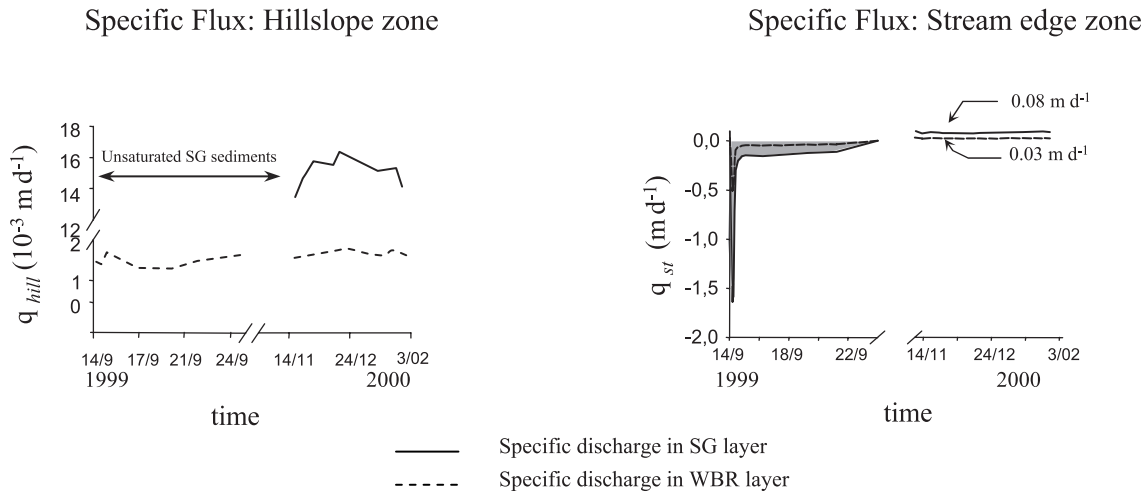 Specific Flux: Hillslope zone
Specific Flux: Stream edge zone
18
16
14
12
2
1
0
q hill (10-3 m d-1)
Unsaturated SG sediments
14/9 17/9 21/9 24/9 14/11 24/12 3/02
1999 2000
time
0,0
-0,5
-1,0
-1,5
-2,0
q st (m d-1)
0.08 m d-1
0.03 m d-1
14/9 18/9 22/9 14/11 24/12 3/02
1999 2000
time
Specific discharge in SG layer
Specific discharge in WBR layer